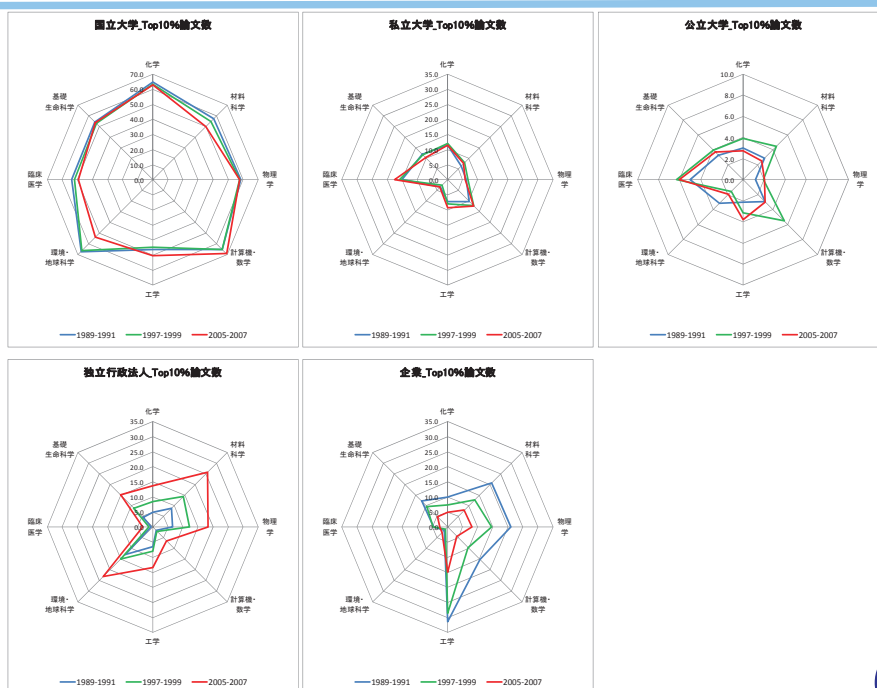 国立大学_Top10%論文数
化学
70.0
60.0
50.0
40.0
30.0
20.0
10.0
0.0
材料
科学
物理
学
計算機・
数学
工学
環境・
地球科学
臨床
医学
基礎
生命科学
1989-1991 1997-1999 2005-2007
私立大学_Top10%論文数
化学
35.0
30.0
25.0
20.0
15.0
10.0
5.0
0.0
材料
科学
物理
学
計算機・
数学
工学
環境・
地球科学
臨床
医学
基礎
生命科学
1989-1991 1997-1999 2005-2007
公立大学_Top10%論文数
化学
10.0
8.0
6.0
4.0
2.0
0.0
材料
科学
物理
学
計算機・
数学
工学
環境・
地球科学
臨床
医学
基礎
生命科学
1989-1991 1997-1999 2005-2007
独立行政法人_Top10%論文数
化学
35.0
30.0
25.0
20.0
15.0
10.0
5.0
0.0
材料
科学
物理
学
計算機・
数学
工学
環境・
地球科学
臨床
医学
基礎
生命科学
1989-1991 1997-1999 2005-2007
企業_Top10%論文数
化学
35.0
30.0
25.0
20.0
15.0
10.0
5.0
0.0
材料
科学
物理
学
計算機・
数学
工学
環境・
地球科学
臨床
医学
基礎
生命科学
1989-1991 1997-1999 2005-2007